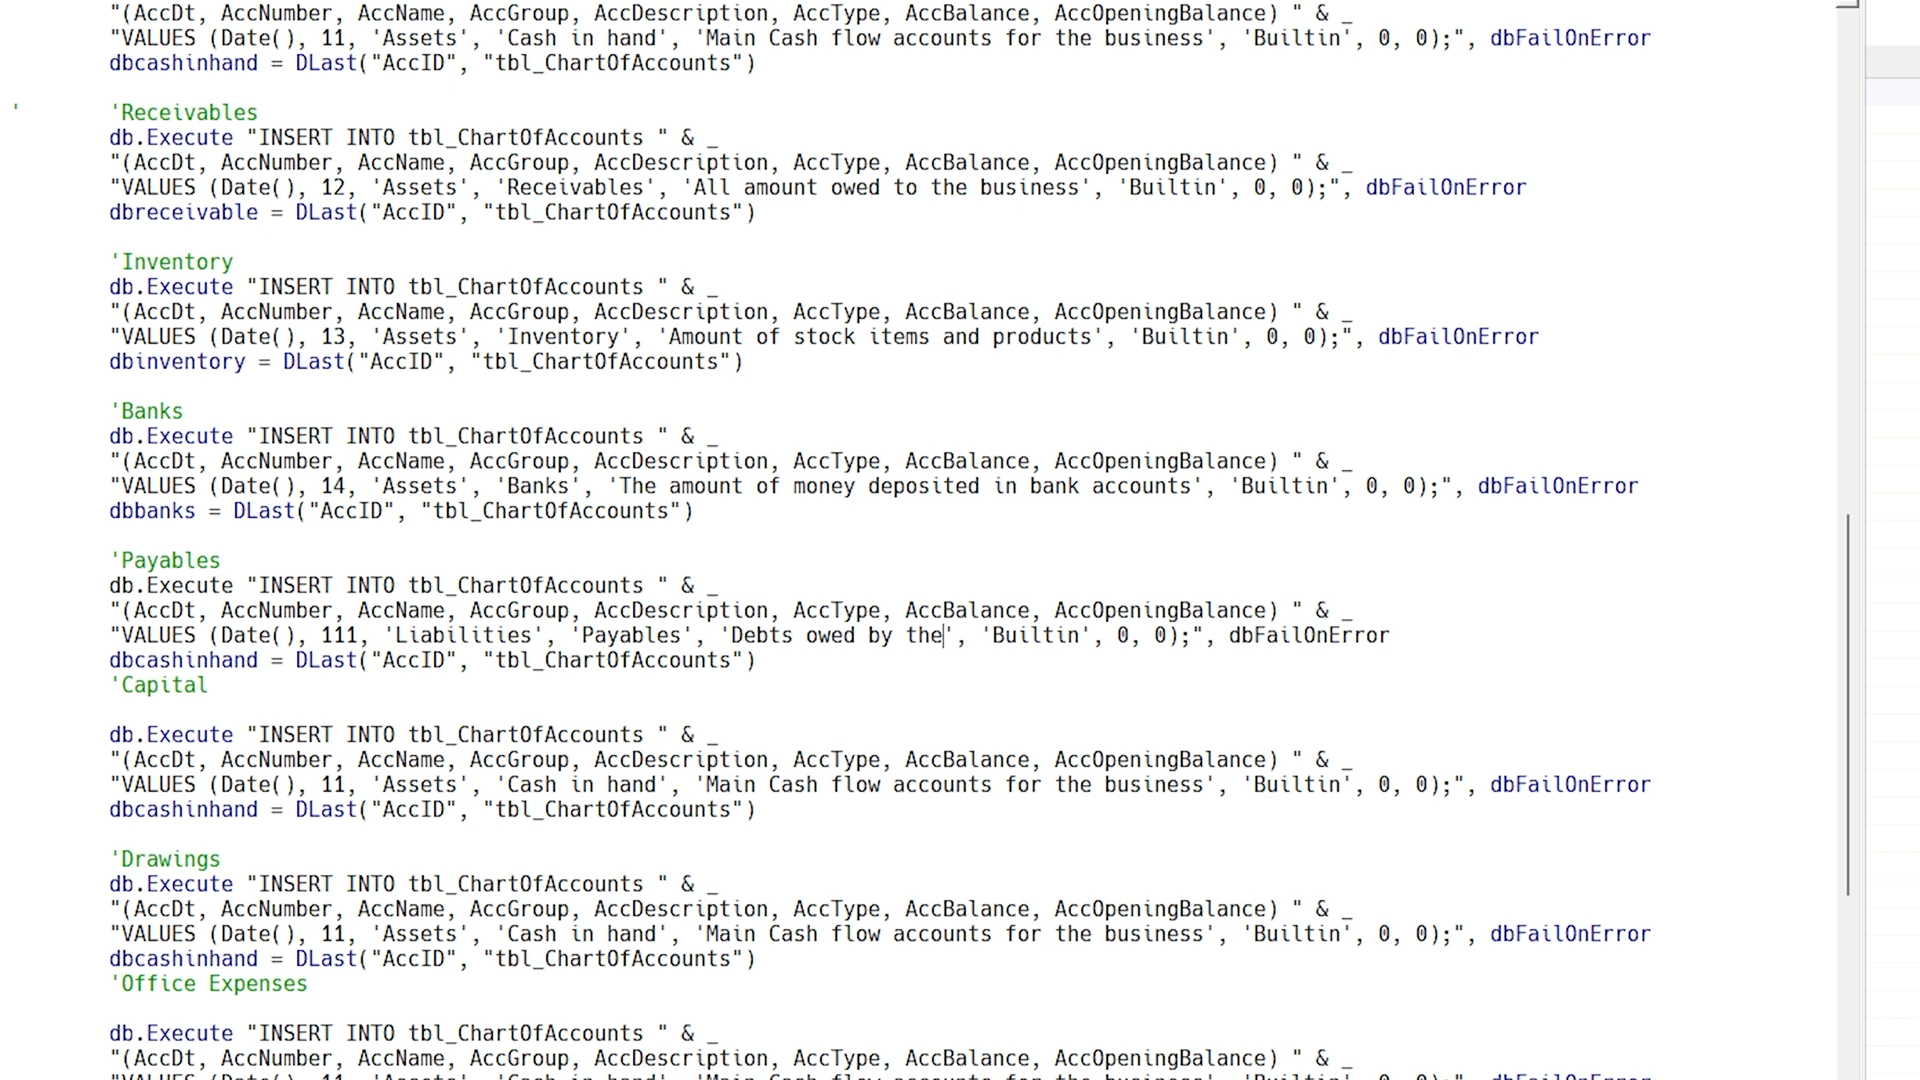 "(AccDt, AccNumber, AccName, AccGroup, AccDescription, AccType, AccBalance, AccOpeningBalance) " & _
"VALUES (Date(), 11, 'Assets', 'Cash in hand', 'Main Cash flow accounts for the business', 'Builtin', 0, 0);", dbFailOnError
dbcashinhand = DLast("AccID", "tbl_ChartOfAccounts")
' 'Receivables
db.Execute "INSERT INTO tbl_ChartOfAccounts " & _
"(AccDt, AccNumber, AccName, AccGroup, AccDescription, AccType, AccBalance, AccOpeningBalance) " & _
"VALUES (Date(), 12, 'Assets', 'Receivables', 'All amount owed to the business', 'Builtin', 0, 0);", dbFailOnError
dbreceivable = DLast("AccID", "tbl_ChartOfAccounts")
'Inventory
db.Execute "INSERT INTO tbl_ChartOfAccounts " & _
"(AccDt, AccNumber, AccName, AccGroup, AccDescription, AccType, AccBalance, AccOpeningBalance) " & _
"VALUES (Date(), 13, 'Assets', 'Inventory', 'Amount of stock items and products', 'Builtin', 0, 0);", dbFailOnError
dbinventory = DLast("AccID", "tbl_ChartOfAccounts")
'Banks
db.Execute "INSERT INTO tbl_ChartOfAccounts " & _
"(AccDt, AccNumber, AccName, AccGroup, AccDescription, AccType, AccBalance, AccOpeningBalance) " & _
"VALUES (Date(), 14, 'Assets', 'Banks', 'The amount of money deposited in bank accounts', 'Builtin', 0, 0);", dbFailOnError
dbbanks = DLast("AccID", "tbl_ChartOfAccounts")
'Payables
db.Execute "INSERT INTO tbl_ChartOfAccounts " & _
"(AccDt, AccNumber, AccName, AccGroup, AccDescription, AccType, AccBalance, AccOpeningBalance) " & _
"VALUES (Date(), 111, 'Liabilities', 'Payables', 'Debts owed by the', 'Builtin', 0, 0);", dbFailOnError
dbcashinhand = DLast("AccID", "tbl_ChartOfAccounts")
'Capital
db.Execute "INSERT INTO tbl_ChartOfAccounts " & _
"(AccDt, AccNumber, AccName, AccGroup, AccDescription, AccType, AccBalance, AccOpeningBalance) " & _
"VALUES (Date(), 11, 'Assets', 'Cash in hand', 'Main Cash flow accounts for the business', 'Builtin', 0, 0);", dbFailOnError
dbcashinhand = DLast("AccID", "tbl_ChartOfAccounts")
'Drawings
db.Execute "INSERT INTO tbl_ChartOfAccounts " & _
"(AccDt, AccNumber, AccName, AccGroup, AccDescription, AccType, AccBalance, AccOpeningBalance) " & _
"VALUES (Date(), 11, 'Assets', 'Cash in hand', 'Main Cash flow accounts for the business', 'Builtin', 0, 0);", dbFailOnError
dbcashinhand = DLast("AccID", "tbl_ChartOfAccounts")
'Office Expenses
db.Execute "INSERT INTO tbl_ChartOfAccounts " & _
"(AccDt, AccNumber, AccName, AccGroup, AccDescription, AccType, AccBalance, AccOpeningBalance) " & _